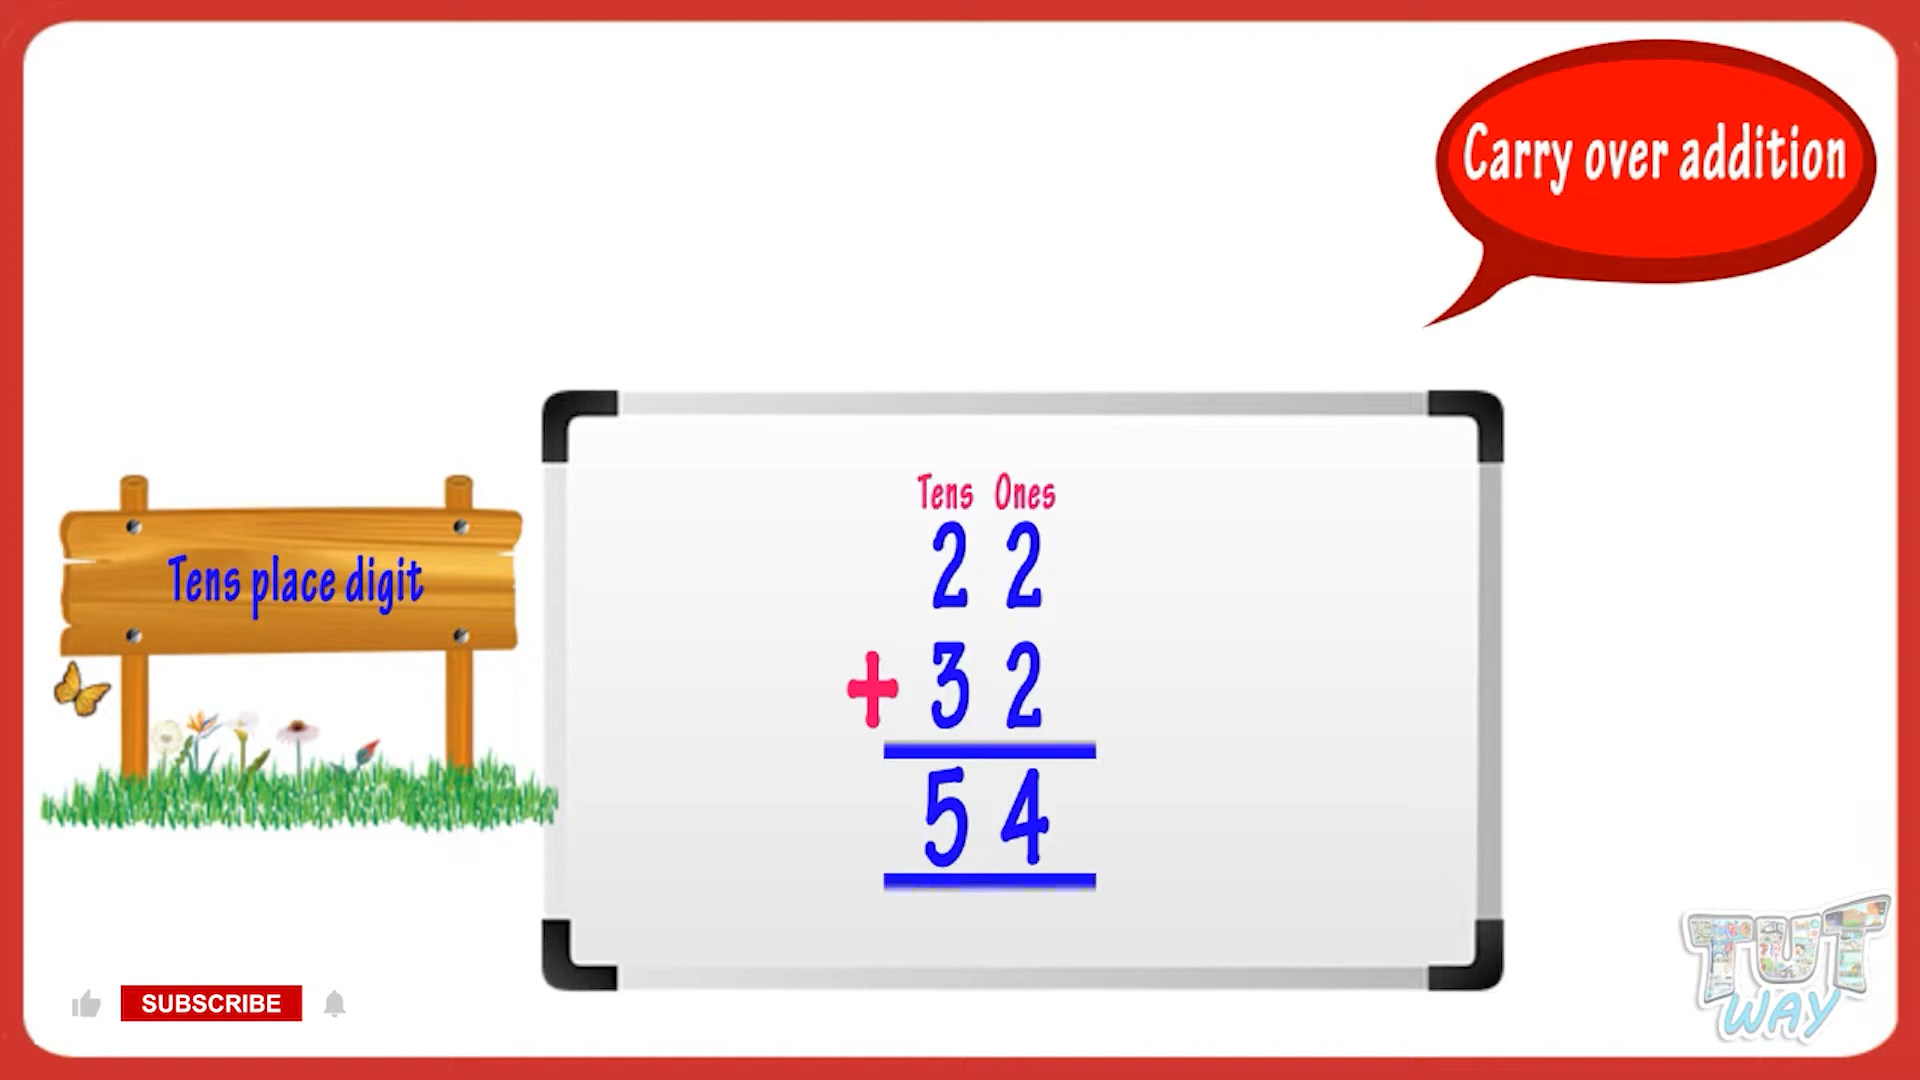 Carry over addition
Tens place digit
Tens Ones
2 2
+ 3 2
5 4
SUBSCRIBE
TUT
WAY